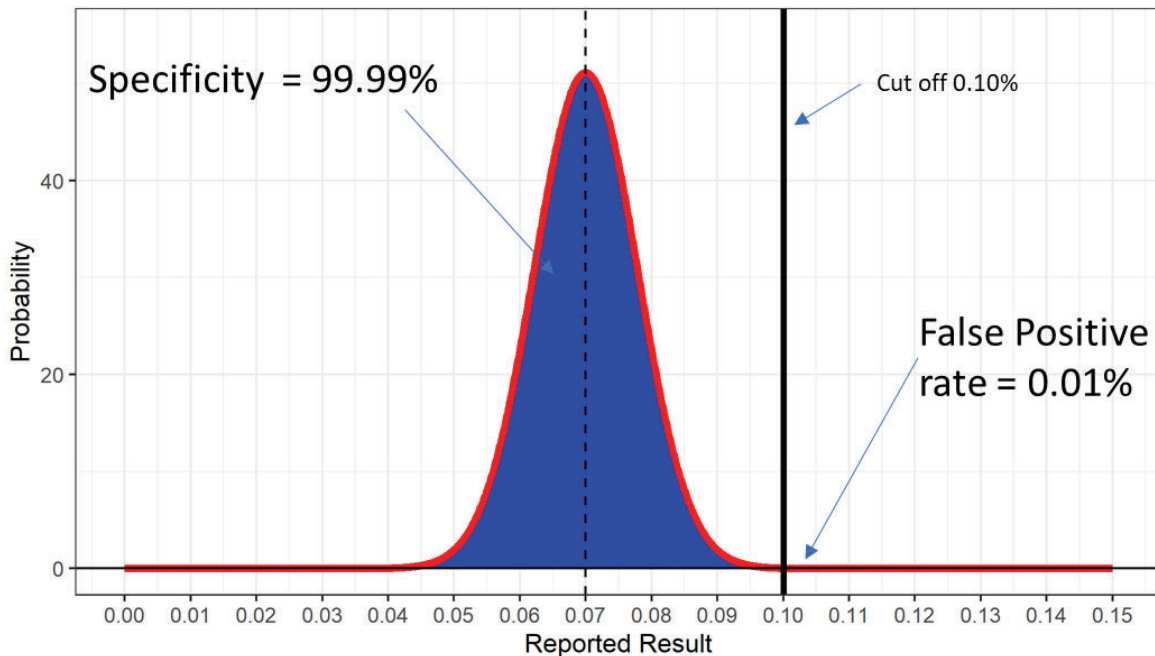 Specificity = 99.99%
Cut off 0.10%
False Positive
rate = 0.01%
Probability
40
20
0
0.00 0.01 0.02 0.03 0.04 0.05 0.06 0.07 0.08 0.09 0.10 0.11 0.12 0.13 0.14 0.15
Reported Result